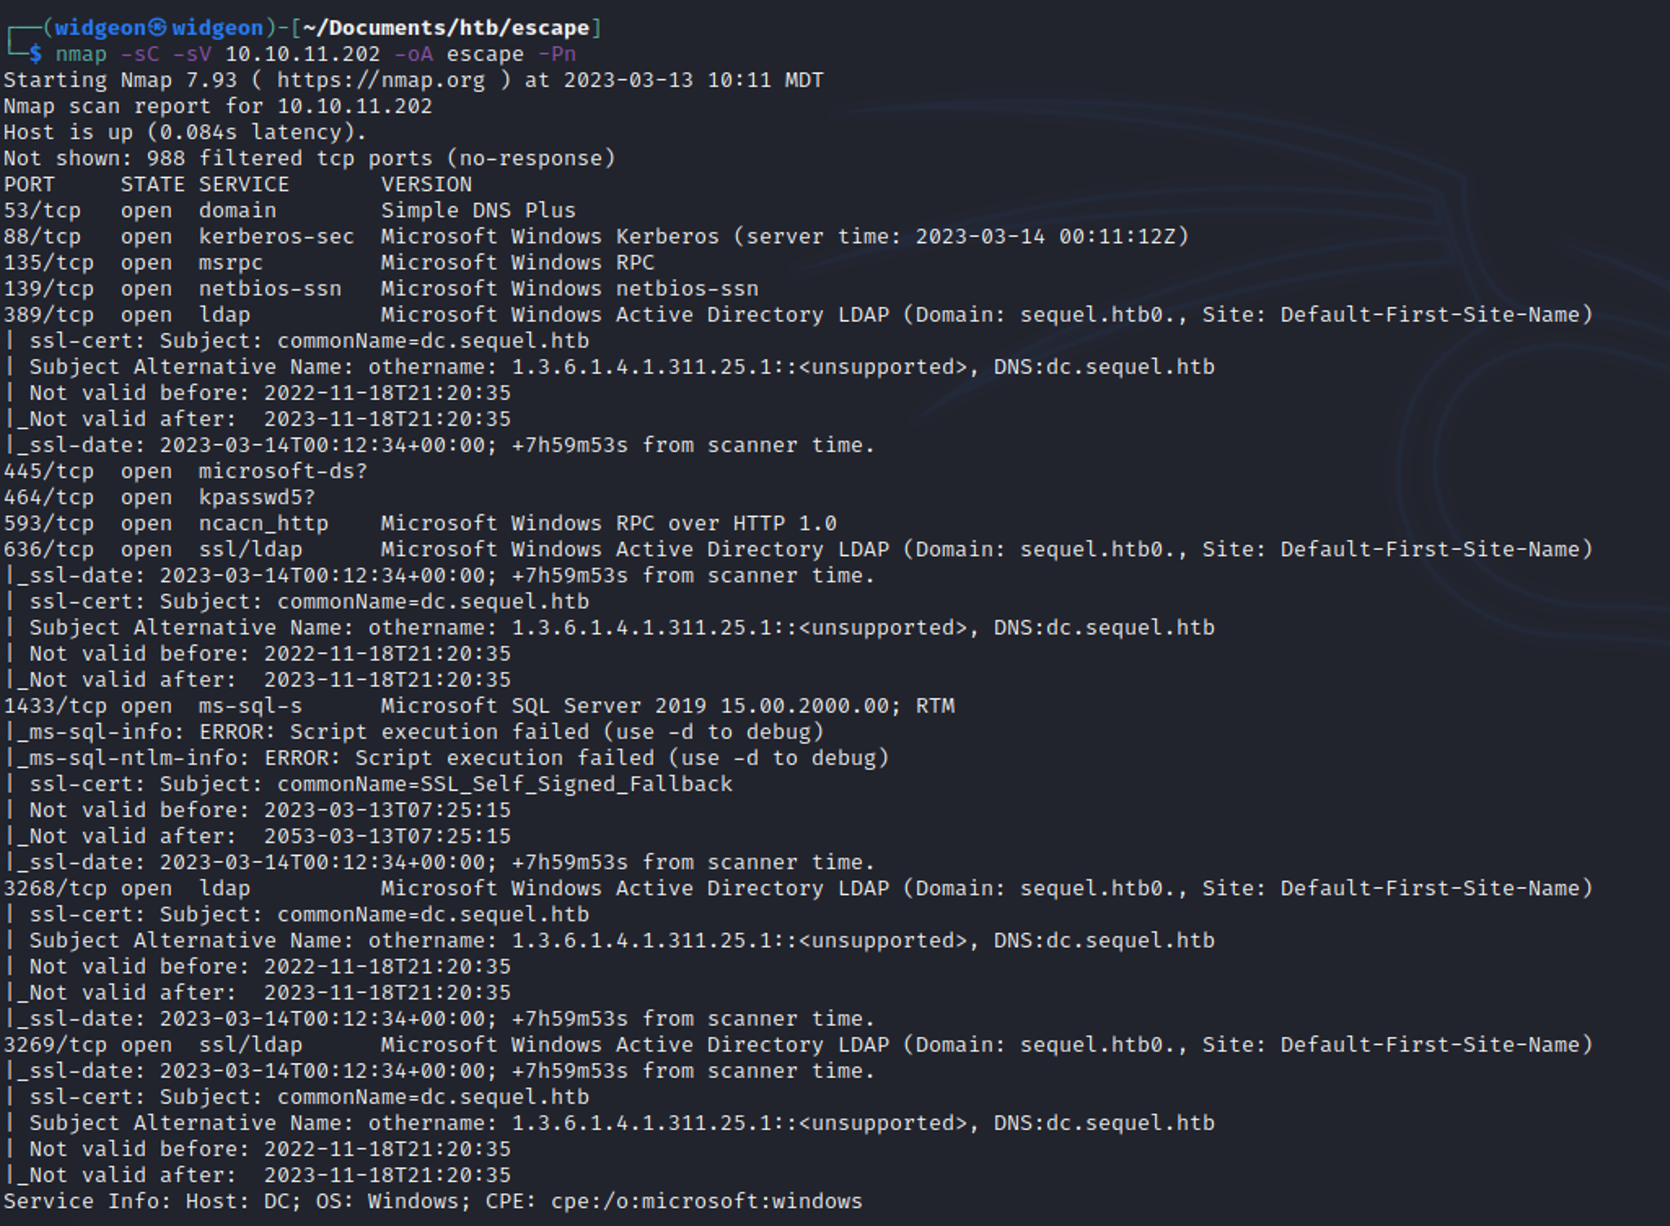 ┌──(widgeon㉿widgeon)-[~/Documents/htb/escape]
└─$ nmap -sC -sV 10.10.11.202 -oA escape -Pn
Starting Nmap 7.93 ( https://nmap.org ) at 2023-03-13 10:11 MDT
Nmap scan report for 10.10.11.202
Host is up (0.084s latency).
Not shown: 988 filtered tcp ports (no-response)
PORT     STATE SERVICE       VERSION
53/tcp   open  domain        Simple DNS Plus
88/tcp   open  kerberos-sec  Microsoft Windows Kerberos (server time: 2023-03-14 00:11:12Z)
135/tcp  open  msrpc         Microsoft Windows RPC
139/tcp  open  netbios-ssn   Microsoft Windows netbios-ssn
389/tcp  open  ldap          Microsoft Windows Active Directory LDAP (Domain: sequel.htb0., Site: Default-First-Site-Name)
| ssl-cert: Subject: commonName=dc.sequel.htb
| Subject Alternative Name: othername: 1.3.6.1.4.1.311.25.1::<unsupported>, DNS:dc.sequel.htb
| Not valid before: 2022-11-18T21:20:35
|_Not valid after:  2023-11-18T21:20:35
|_ssl-date: 2023-03-14T00:12:34+00:00; +7h59m53s from scanner time.
445/tcp  open  microsoft-ds?
464/tcp  open  kpasswd5?
593/tcp  open  ncacn_http    Microsoft Windows RPC over HTTP 1.0
636/tcp  open  ssl/ldap      Microsoft Windows Active Directory LDAP (Domain: sequel.htb0., Site: Default-First-Site-Name)
|_ssl-date: 2023-03-14T00:12:34+00:00; +7h59m53s from scanner time.
| ssl-cert: Subject: commonName=dc.sequel.htb
| Subject Alternative Name: othername: 1.3.6.1.4.1.311.25.1::<unsupported>, DNS:dc.sequel.htb
| Not valid before: 2022-11-18T21:20:35
|_Not valid after:  2023-11-18T21:20:35
1433/tcp open  ms-sql-s      Microsoft SQL Server 2019 15.00.2000.00; RTM
|_ms-sql-info: ERROR: Script execution failed (use -d to debug)
|_ms-sql-ntlm-info: ERROR: Script execution failed (use -d to debug)
| ssl-cert: Subject: commonName=SSL_Self_Signed_Fallback
| Not valid before: 2023-03-13T07:25:15
|_Not valid after:  2053-03-13T07:25:15
|_ssl-date: 2023-03-14T00:12:34+00:00; +7h59m53s from scanner time.
3268/tcp open  ldap          Microsoft Windows Active Directory LDAP (Domain: sequel.htb0., Site: Default-First-Site-Name)
| ssl-cert: Subject: commonName=dc.sequel.htb
| Subject Alternative Name: othername: 1.3.6.1.4.1.311.25.1::<unsupported>, DNS:dc.sequel.htb
| Not valid before: 2022-11-18T21:20:35
|_Not valid after:  2023-11-18T21:20:35
|_ssl-date: 2023-03-14T00:12:34+00:00; +7h59m53s from scanner time.
3269/tcp open  ssl/ldap      Microsoft Windows Active Directory LDAP (Domain: sequel.htb0., Site: Default-First-Site-Name)
|_ssl-date: 2023-03-14T00:12:34+00:00; +7h59m53s from scanner time.
| ssl-cert: Subject: commonName=dc.sequel.htb
| Subject Alternative Name: othername: 1.3.6.1.4.1.311.25.1::<unsupported>, DNS:dc.sequel.htb
| Not valid before: 2022-11-18T21:20:35
|_Not valid after:  2023-11-18T21:20:35
Service Info: Host: DC; OS: Windows; CPE: cpe:/o:microsoft:windows